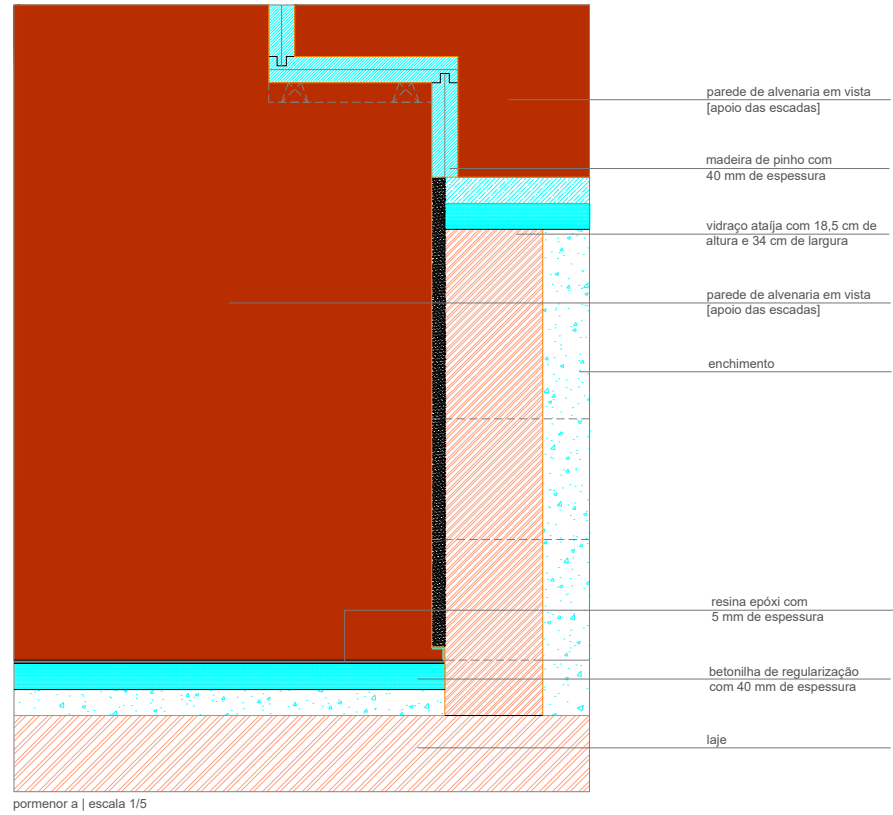 parede de alvenaria em vista
[apoio das escadas]
madeira de pinho com
40 mm de espessura
vidraço ataíja com 18,5 cm de
altura e 34 cm de largura
parede de alvenaria em vista
[apoio das escadas]
enchimento
resina epóxi com
5 mm de espessura
betonilha de regularização
com 40 mm de espessura
laje
pormenor a | escala 1/5